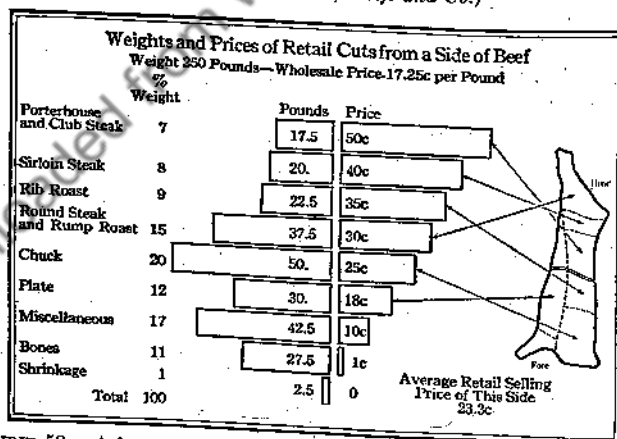 and Co.)
Weights and Prices of Retail Cuts from a Side of Beef
Weight 250 Pounds—Wholesale Price-17.25c per Pound
%
Weight
Pounds Price
Porterhouse
and Club Steak 7 17.5 50c
Sirloin Steak 8 20. 40c
Rib Roast 9 22.5 35c
Round Steak
and Rump Roast 15 37.5 30c
Chuck 20 50. 25c
Plate 12 30. 18c
Miscellaneous 17 42.5 10c
Bones 11 27.5 1c
Shrinkage 1 2.5 0
Total 100
Hind
Fore
Average Retail Selling
Price of This Side
23.3c